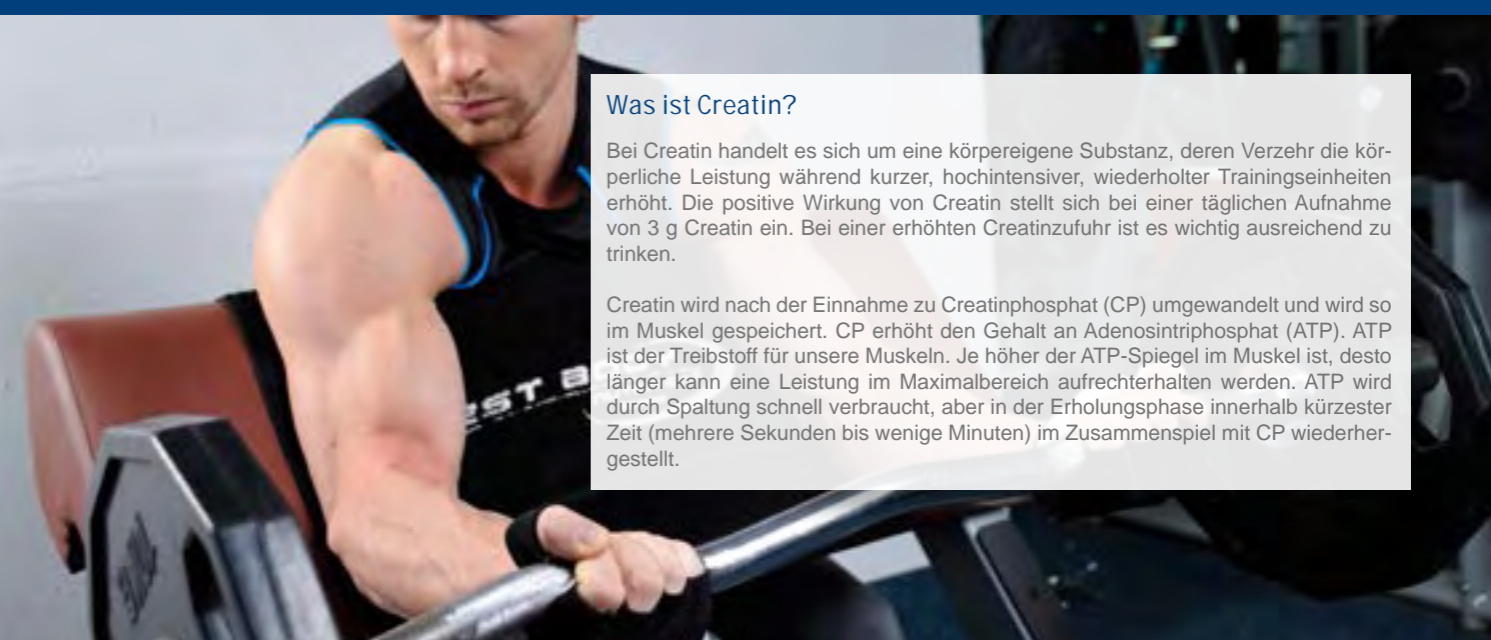 Was ist Creatin?
Bei Creatin handelt es sich um eine körpereigene Substanz, deren Verzehr die kör-
perliche Leistung während kurzer, hochintensiver, wiederholter Trainingseinheiten
erhöht. Die positive Wirkung von Creatin stellt sich bei einer täglichen Aufnahme
von 3 g Creatin ein. Bei einer erhöhten Creatinzufuhr ist es wichtig ausreichend zu
trinken.
Creatin wird nach der Einnahme zu Creatinphosphat (CP) umgewandelt und wird so
im Muskel gespeichert. CP erhöht den Gehalt an Adenosintriphosphat (ATP). ATP
ist der Treibstoff für unsere Muskeln. Je höher der ATP-Spiegel im Muskel ist, desto
länger kann eine Leistung im Maximalbereich aufrechterhalten werden. ATP wird
durch Spaltung schnell verbraucht, aber in der Erholungsphase innerhalb kürzester
Zeit (mehrere Sekunden bis wenige Minuten) im Zusammenspiel mit CP wiederher-
gestellt.